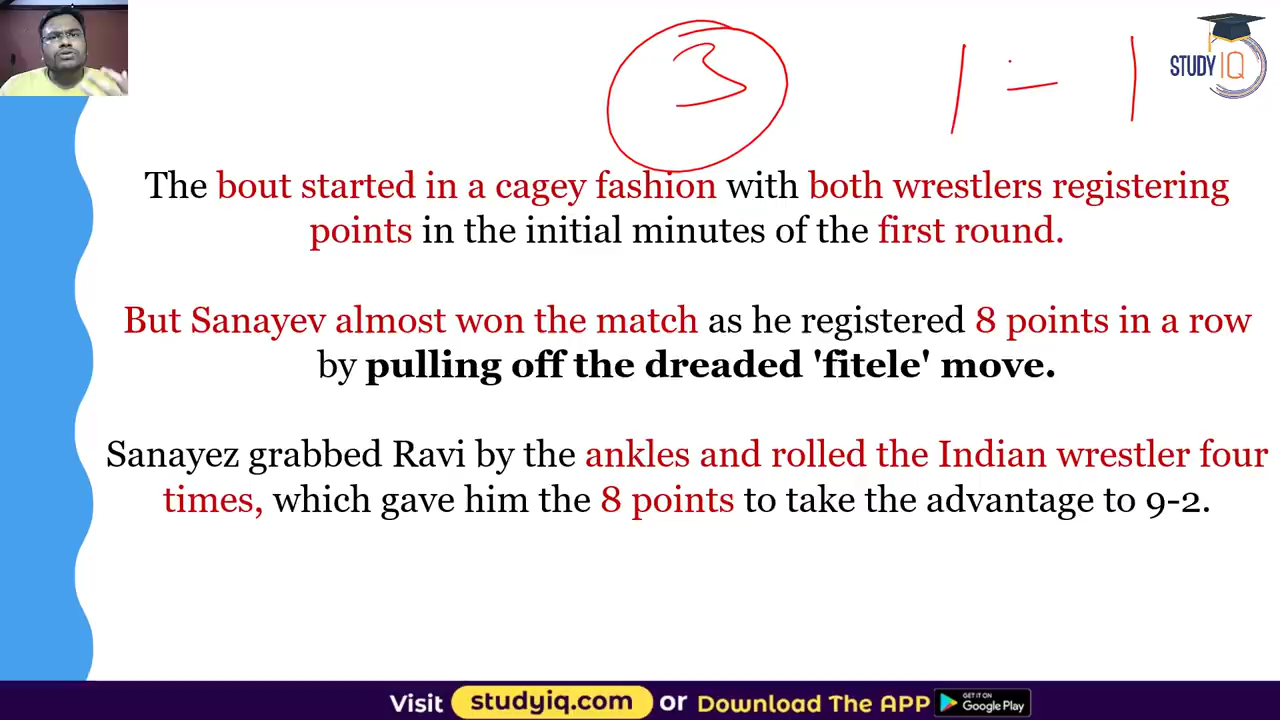 3 1 - 1
STUDY IQ
The bout started in a cagey fashion with both wrestlers registering
points in the initial minutes of the first round.
But Sanayev almost won the match as he registered 8 points in a row
by pulling off the dreaded 'fitele' move.
Sanayez grabbed Ravi by the ankles and rolled the Indian wrestler four
times, which gave him the 8 points to take the advantage to 9-2.
Visit studyiq.com or Download The APP GET IT ON Google Play